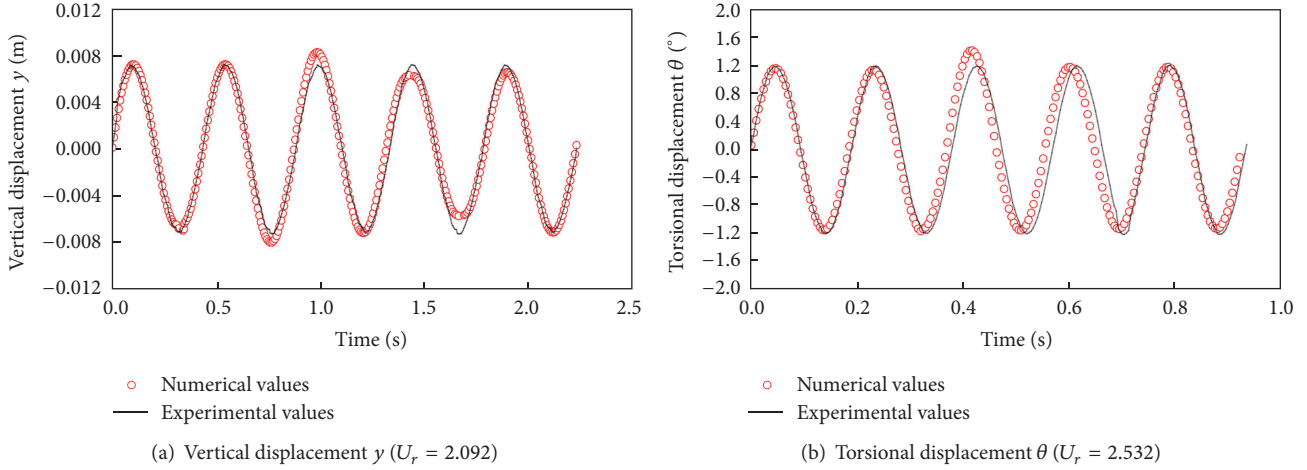 0.012
0.008
0.004
0.000
−0.004
−0.008
−0.012
Vertical displacement y (m)
0.0 0.5 1.0 1.5 2.0 2.5
Time (s)
Numerical values
Experimental values
(a) Vertical displacement y (U_r = 2.092)
2.0
1.6
1.2
0.8
0.4
0.0
−0.4
−0.8
−1.2
−1.6
−2.0
Torsional displacement θ (°)
0.0 0.2 0.4 0.6 0.8 1.0
Time (s)
Numerical values
Experimental values
(b) Torsional displacement θ (U_r = 2.532)